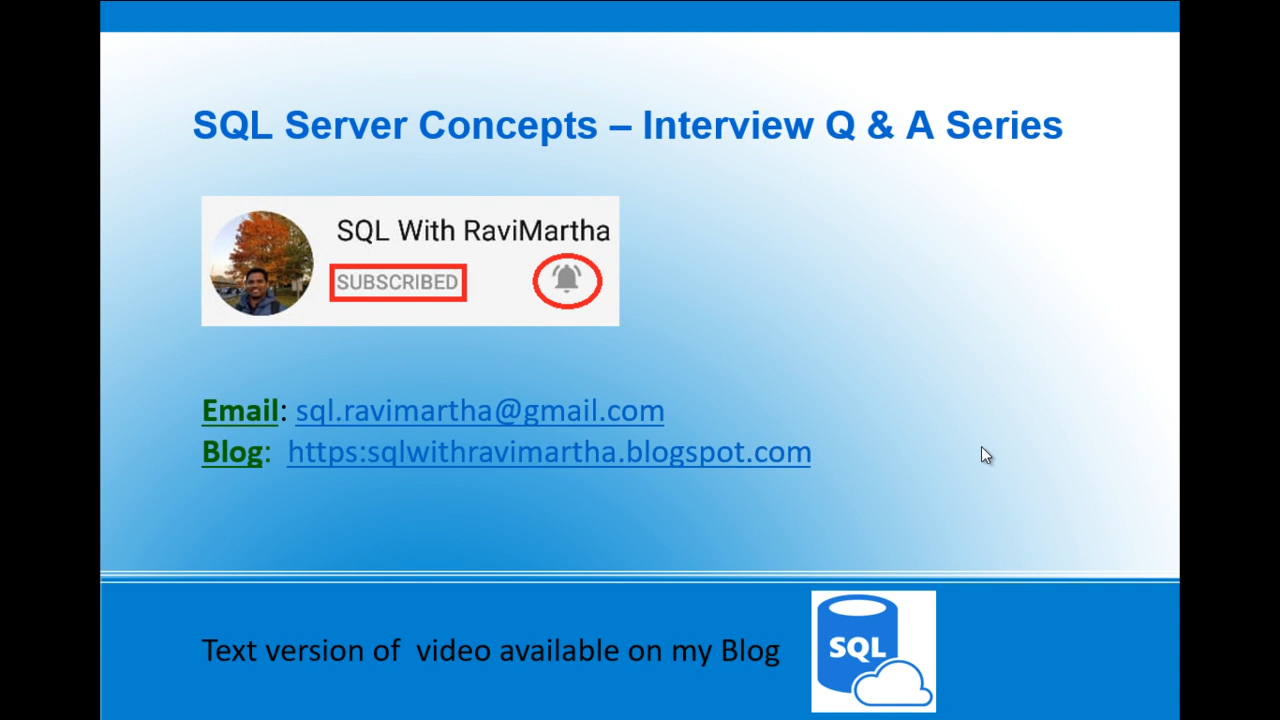 SQL Server Concepts – Interview Q & A Series
SQL With RaviMartha
SUBSCRIBED
Email: sql.ravimartha@gmail.com
Blog: https:sqlwithravimartha.blogspot.com
Text version of video available on my Blog
SQL